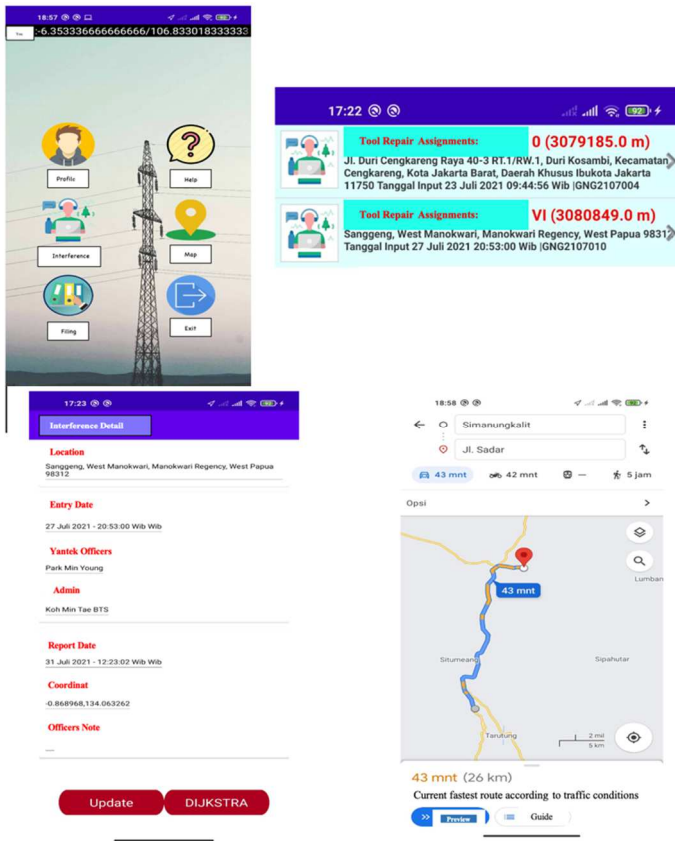 18:57
92
:-6.353336666666666/106.833018333333
Profils
Help
Interference
Map
Filing
Exit
17:22
92
Tool Repair Assignments: 0 (3079185.0 m)
Jl. Duri Cengkareng Raya 40-3 RT.1/RW.1, Duri Kosambi, Kecamatan
Cengkareng, Kota Jakarta Barat, Daerah Khusus Ibukota Jakarta
11750 Tanggal Input 23 Juli 2021 09:44:56 Wib |GNG2107004
Tool Repair Assignments: VI (3080849.0 m)
Sanggeng, West Manokwari, Manokwari Regency, West Papua 9831
Tanggal Input 27 Juli 2021 20:53:00 Wib |GNG2107010
17:23
92
Interference Detail
Location
Sanggeng, West Manokwari, Manokwari Regency, West Papua
98312
Entry Date
27 Juli 2021 - 20:53:00 Wib Wib
Yantek Officers
Park Min Young
Admin
Koh Min Tae BTS
Report Date
31 Juli 2021 - 12:23:02 Wib Wib
Coordinat
-0.868968,134.063262
Officers Note
---
Update DIJKSTRA
18:58
Simanungkalit
Jl. Sadar
43 mnt 42 mnt — 5 jam
Opsi
Lumban
43 mnt
Situmeang
Sipahutar
Tarutung
2 mil
5 km
43 mnt (26 km)
Current fastest route according to traffic conditions
Preview Guide